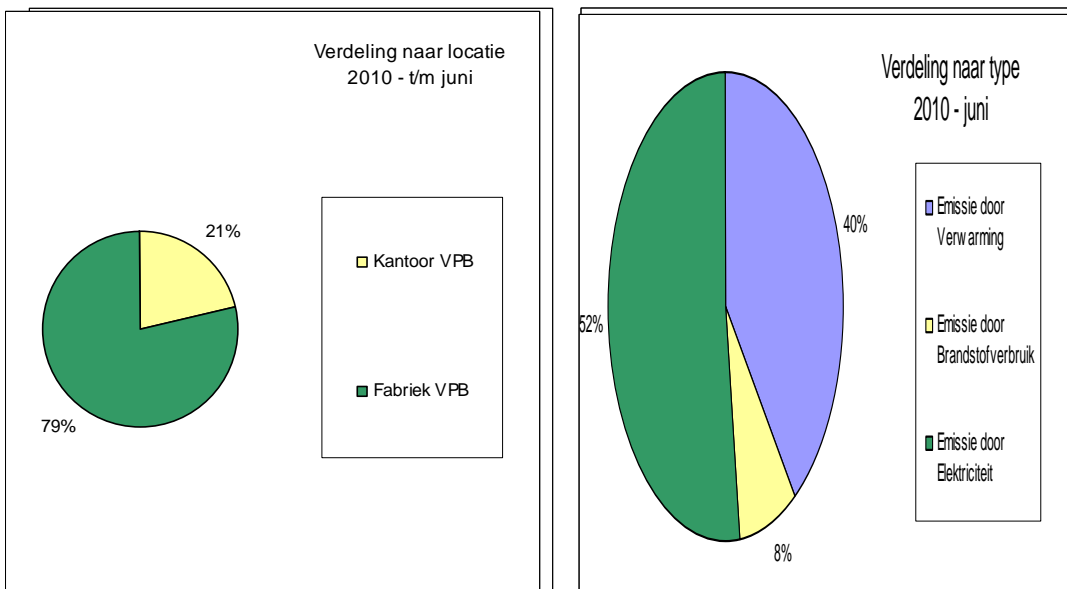 Verdeling naar locatie
2010 - t/m juni
21%
Kantoor VPB
Fabriek VPB
79%
Verdeling naar type
2010 - juni
40%
Emissie door
Verwarming
52%
Emissie door
Brandstofverbruik
Emissie door
Elektriciteit
8%